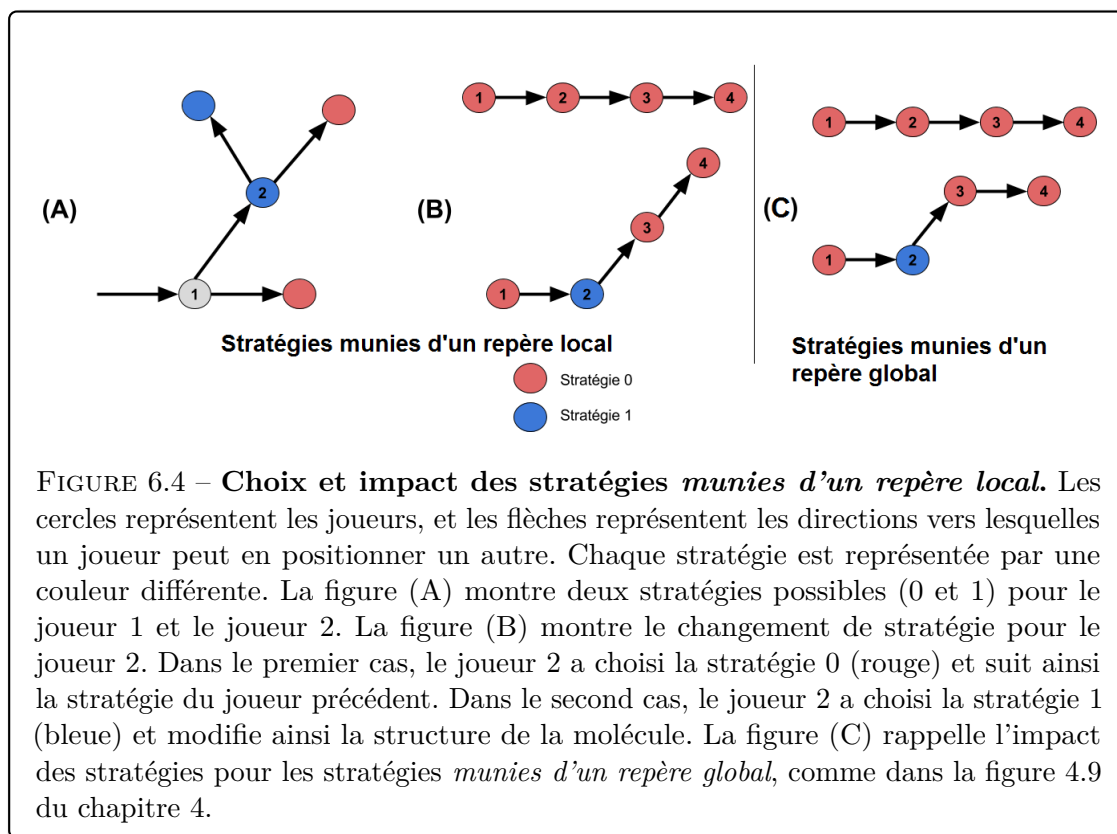 1 2 3 4
(A) 2 1
(B) 4 3 1 2
1 2 3 4
(C) 3 4 1 2
Stratégies munies d'un repère local
Stratégies munies d'un
repère global
Stratégie 0
Stratégie 1
FIGURE 6.4 – Choix et impact des stratégies munies d'un repère local. Les
cercles représentent les joueurs, et les flèches représentent les directions vers lesquelles
un joueur peut en positionner un autre. Chaque stratégie est représentée par une
couleur différente. La figure (A) montre deux stratégies possibles (0 et 1) pour le
joueur 1 et le joueur 2. La figure (B) montre le changement de stratégie pour le
joueur 2. Dans le premier cas, le joueur 2 a choisi la stratégie 0 (rouge) et suit ainsi
la stratégie du joueur précédent. Dans le second cas, le joueur 2 a choisi la stratégie 1
(bleue) et modifie ainsi la structure de la molécule. La figure (C) rappelle l'impact
des stratégies pour les stratégies munies d'un repère global, comme dans la figure 4.9
du chapitre 4.